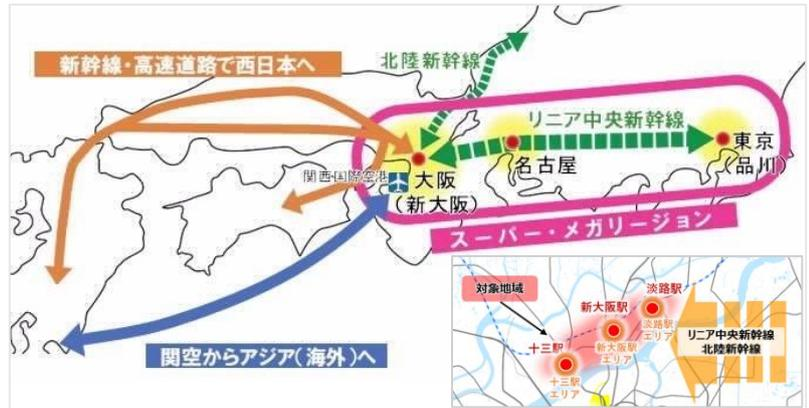 新幹線・高速道路で西日本へ
北陸新幹線
リニア中央新幹線
東京
(品川)
名古屋
関西国際空港
大阪
(新大阪)
スーパー・メガリージョン
関空からアジア(海外)へ
対象地域
淡路駅
新大阪駅
淡路駅
エリア
リニア中央新幹線
北陸新幹線
十三駅
新大阪駅
エリア
十三駅
エリア